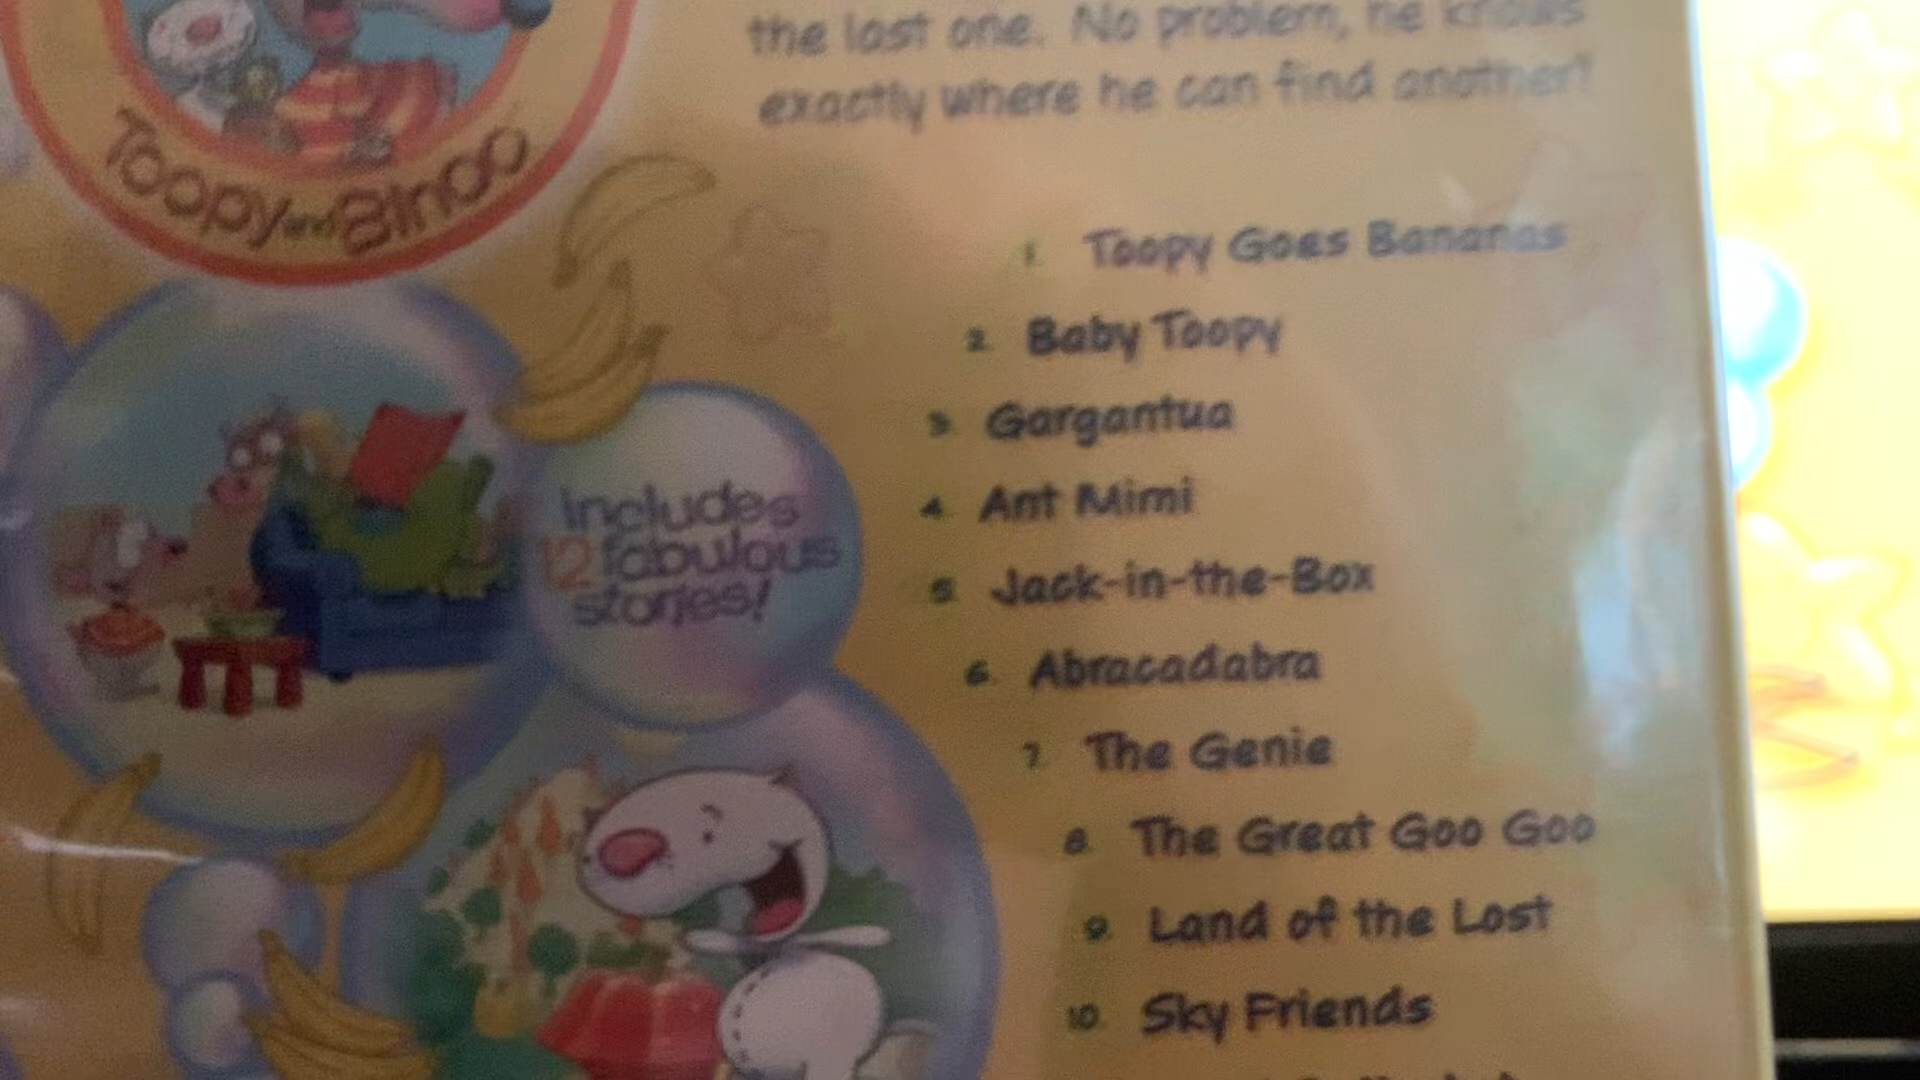 the last one. No problem, he knows
exactly where he can find another!
Toopy and Binoo
1. Toopy Goes Bananas
2. Baby Toopy
3. Gargantua
4. Ant Mimi
includes
12 fabulous
stories!
5. Jack-in-the-Box
6. Abracadabra
7. The Genie
8. The Great Goo Goo
9. Land of the Lost
10. Sky Friends